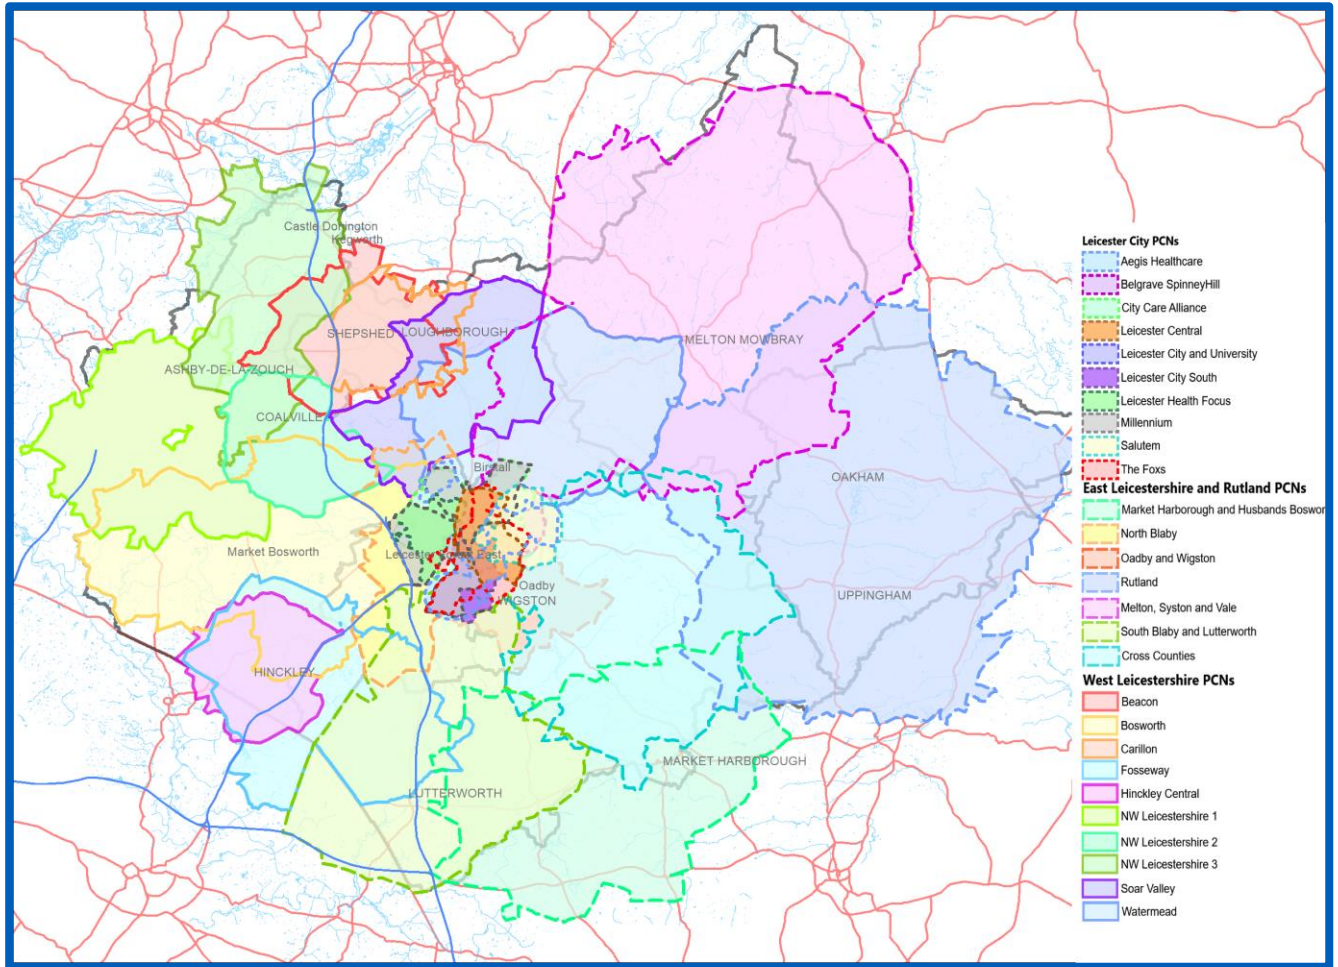 Castle Donington
Kegworth
SHEPSHED
LOUGHBOROUGH
MELTON MOWBRAY
ASHBY-DE-LA-ZOUCH
COALVILLE
Birstall
OAKHAM
Market Bosworth
Leicester Forest East
Oadby
WIGSTON
UPPINGHAM
HINCKLEY
MARKET HARBOROUGH
LUTTERWORTH
Leicester City PCNs
Aegis Healthcare
Belgrave SpinneyHill
City Care Alliance
Leicester Central
Leicester City and University
Leicester City South
Leicester Health Focus
Millennium
Salutem
The Foxs
East Leicestershire and Rutland PCNs
Market Harborough and Husbands Boswor
North Blaby
Oadby and Wigston
Rutland
Melton, Syston and Vale
South Blaby and Lutterworth
Cross Counties
West Leicestershire PCNs
Beacon
Bosworth
Carillon
Fosseway
Hinckley Central
NW Leicestershire 1
NW Leicestershire 2
NW Leicestershire 3
Soar Valley
Watermead